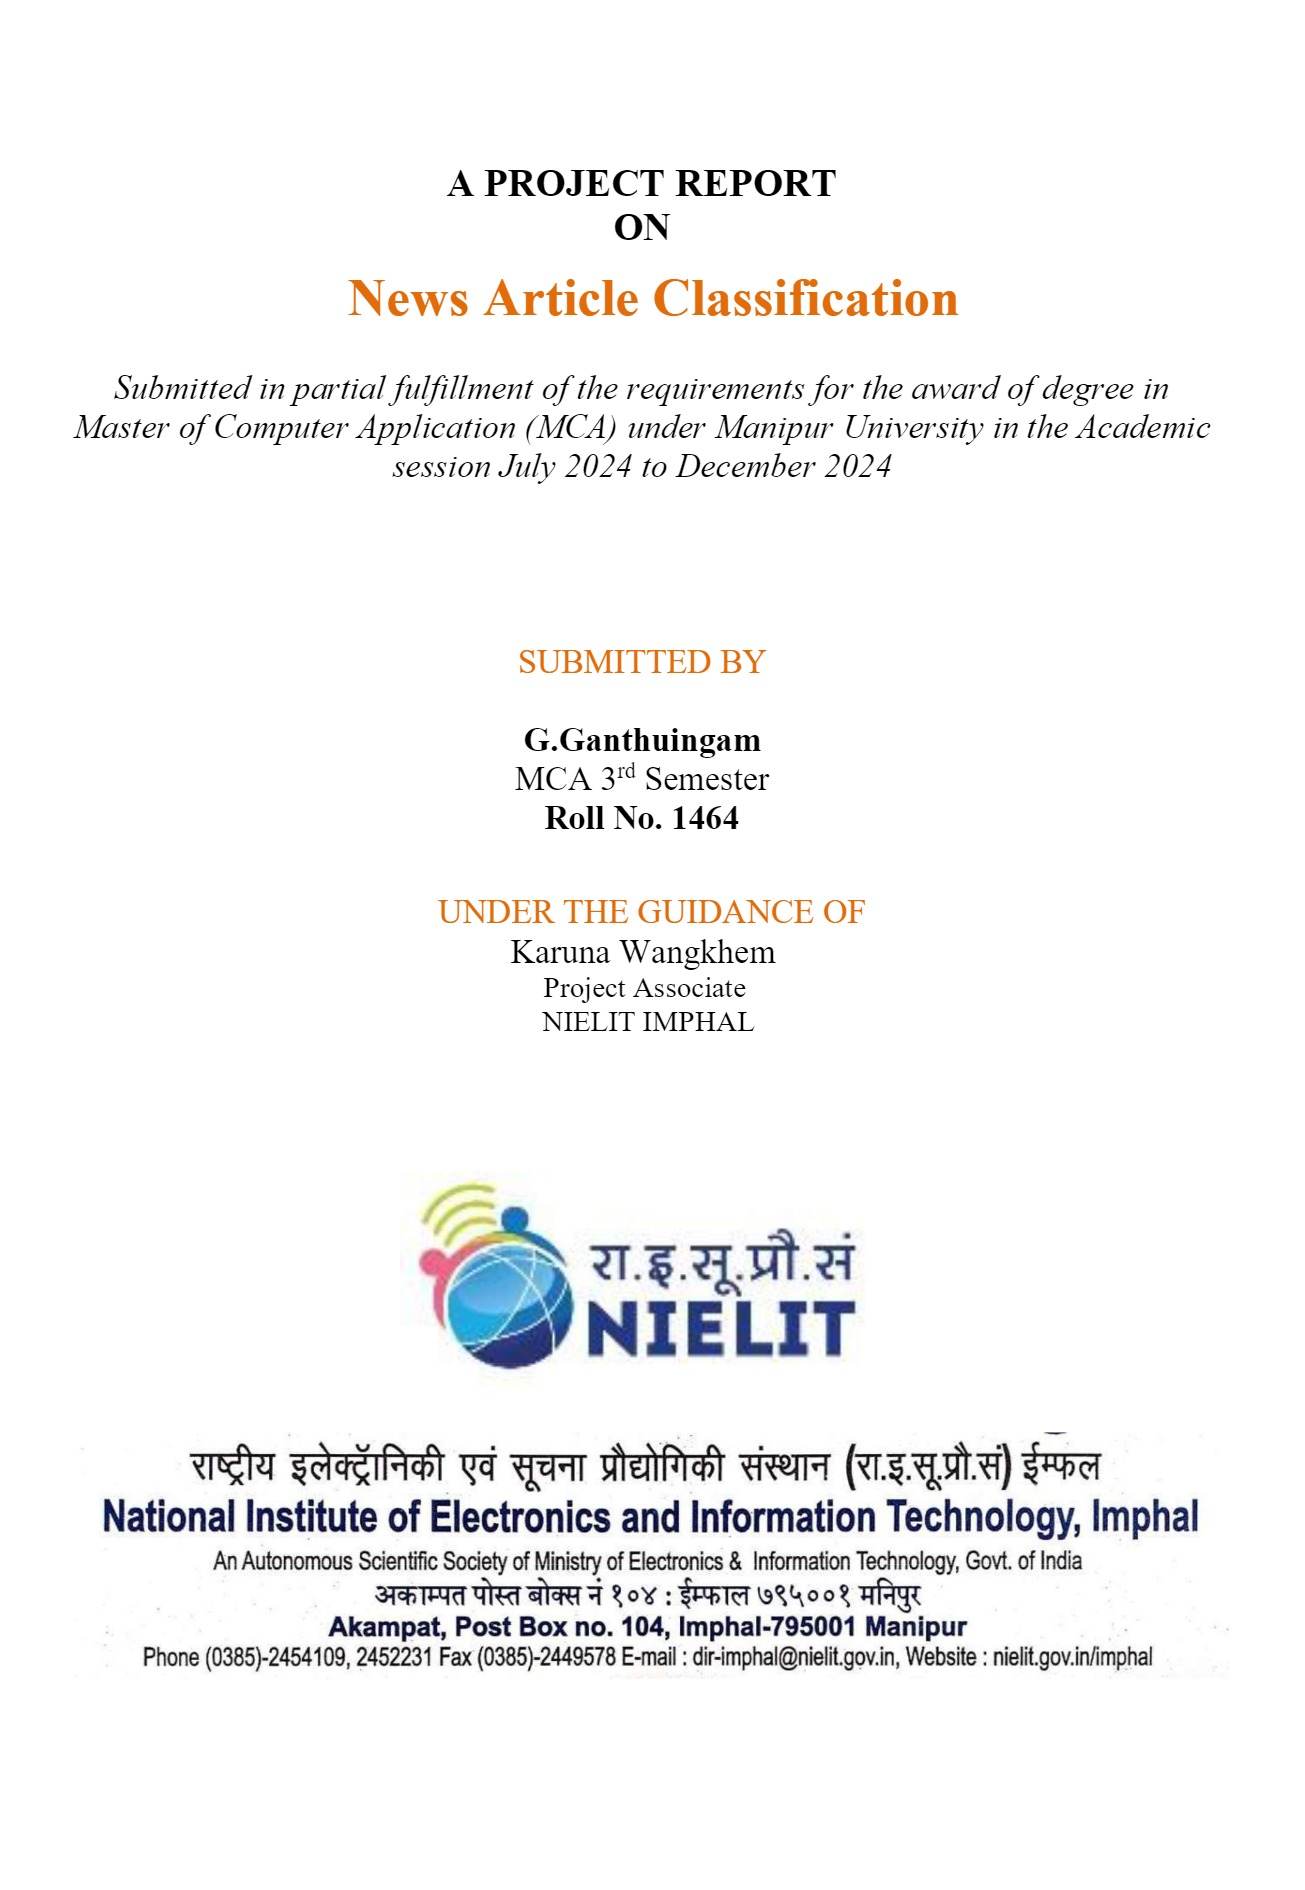 A PROJECT REPORT
ON
News Article Classification
Submitted in partial fulfillment of the requirements for the award of degree in
Master of Computer Application (MCA) under Manipur University in the Academic
session July 2024 to December 2024
SUBMITTED BY
G.Ganthuingam
MCA 3rd Semester
Roll No. 1464
UNDER THE GUIDANCE OF
Karuna Wangkhem
Project Associate
NIELIT IMPHAL
रा.इ.सू.प्रौ.सं
NIELIT
राष्ट्रीय इलेक्ट्रॉनिकी एवं सूचना प्रौद्योगिकी संस्थान (रा.इ.सू.प्रौ.सं) ईम्फल
National Institute of Electronics and Information Technology, Imphal
An Autonomous Scientific Society of Ministry of Electronics & Information Technology, Govt. of India
अकाम्पत पोस्त बोक्स नं १०४ : ईम्फाल ७९५००१ मनिपुर
Akampat, Post Box no. 104, Imphal-795001 Manipur
Phone (0385)-2454109, 2452231 Fax (0385)-2449578 E-mail : dir-imphal@nielit.gov.in, Website : nielit.gov.in/imphal